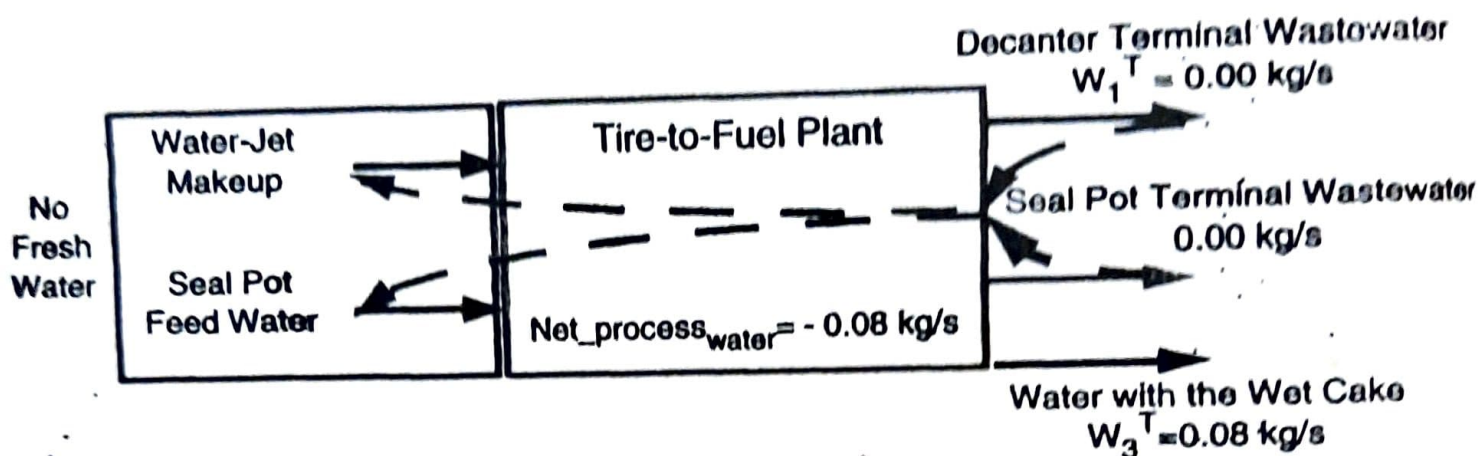 Decanter Terminal Wastewater
W₁ᵀ = 0.00 kg/s
Water-Jet
Makeup
Tire-to-Fuel Plant
No
Fresh
Water
Seal Pot Terminal Wastewater
0.00 kg/s
Seal Pot
Feed Water
Net_process_water = - 0.08 kg/s
Water with the Wet Cake
W₃ᵀ=0.08 kg/s